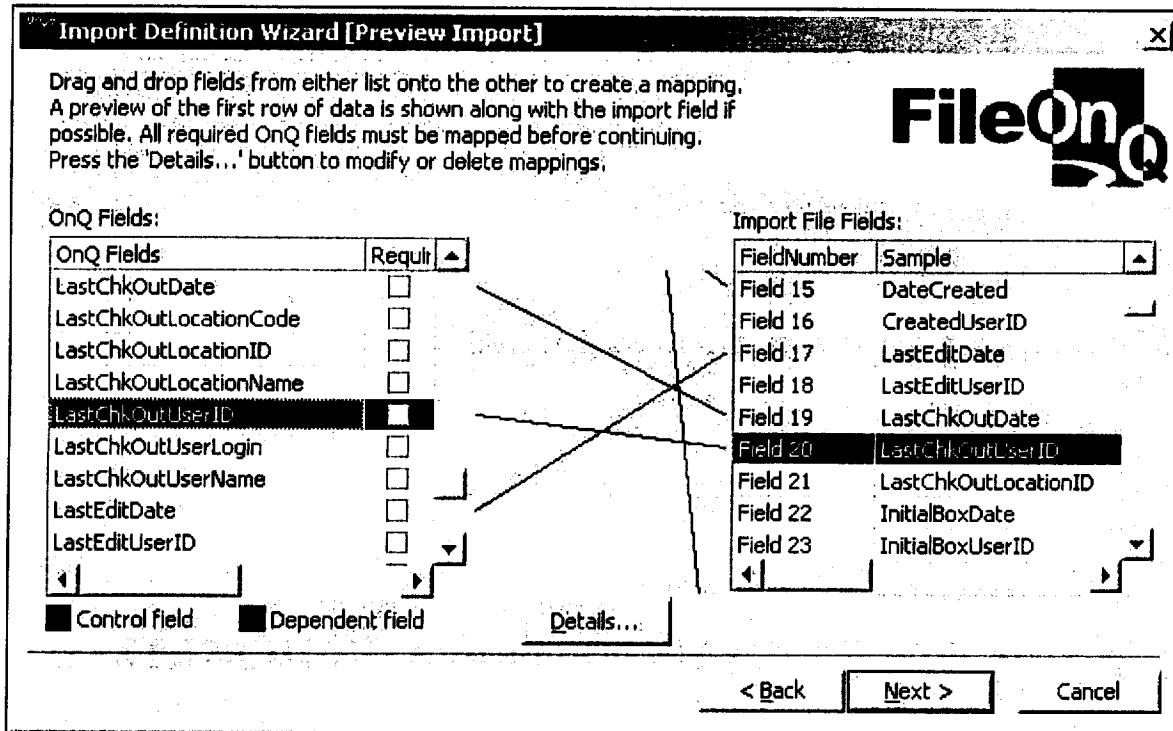 Import Definition Wizard [Preview Import]
Drag and drop fields from either list onto the other to create a mapping.
A preview of the first row of data is shown along with the import field if
possible. All required OnQ fields must be mapped before continuing.
Press the 'Details...' button to modify or delete mappings.
FileOnQ
OnQ Fields:
OnQ Fields Requir
LastChkOutDate
LastChkOutLocationCode
LastChkOutLocationID
LastChkOutLocationName
LastChkOutUserID
LastChkOutUserLogin
LastChkOutUserName
LastEditDate
LastEditUserID
Control field Dependent field
Details...
Import File Fields:
FieldNumber Sample
Field 15 DateCreated
Field 16 CreatedUserID
Field 17 LastEditDate
Field 18 LastEditUserID
Field 19 LastChkOutDate
Field 20 LastChkOutUserID
Field 21 LastChkOutLocationID
Field 22 InitialBoxDate
Field 23 InitialBoxUserID
< Back Next > Cancel